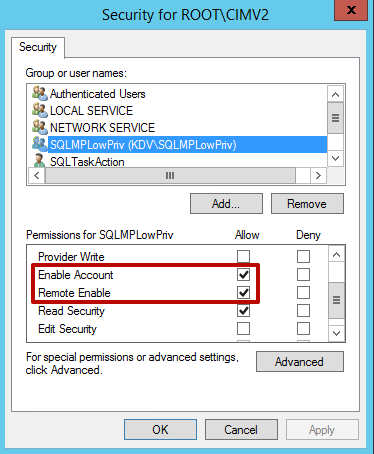 Security for ROOT\CIMV2
x
Security
Group or user names:
Authenticated Users
LOCAL SERVICE
NETWORK SERVICE
SQLMPLowPriv (KDV\SQLMPLowPriv)
SQLTaskAction
Add...
Remove
Permissions for SQLMPLowPriv Allow Deny
Provider Write
Enable Account
Remote Enable
Read Security
Edit Security
For special permissions or advanced settings,
click Advanced.
Advanced
OK Cancel Apply